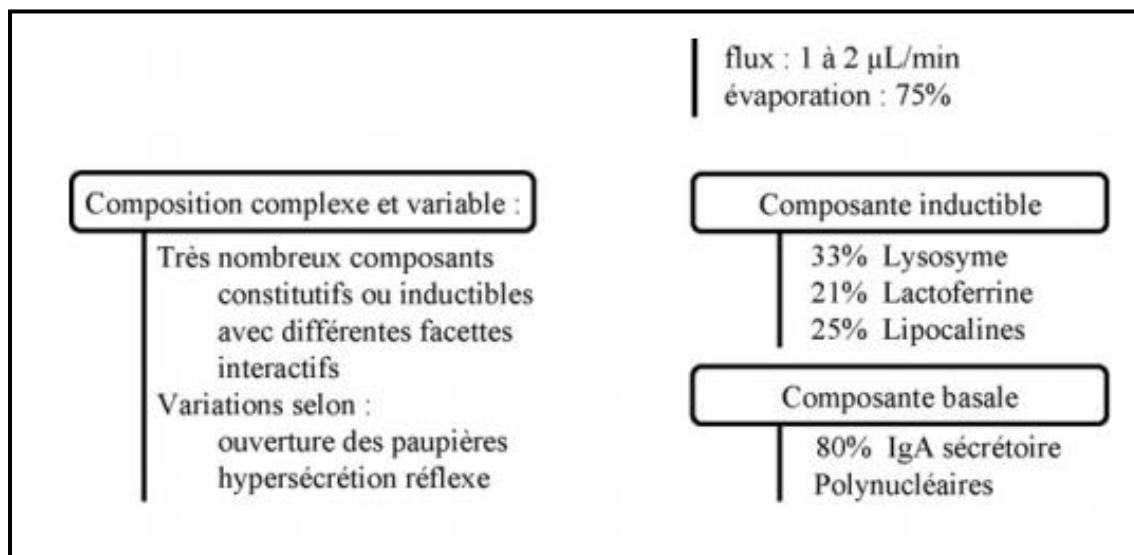 flux : 1 à 2 µL/min
évaporation : 75%
Composition complexe et variable :
Très nombreux composants
constitutifs ou inductibles
avec différentes facettes
interactifs
Variations selon :
ouverture des paupières
hypersécrétion réflexe
Composante inductible
33% Lysosyme
21% Lactoferrine
25% Lipocalines
Composante basale
80% IgA sécrétoire
Polynucléaires